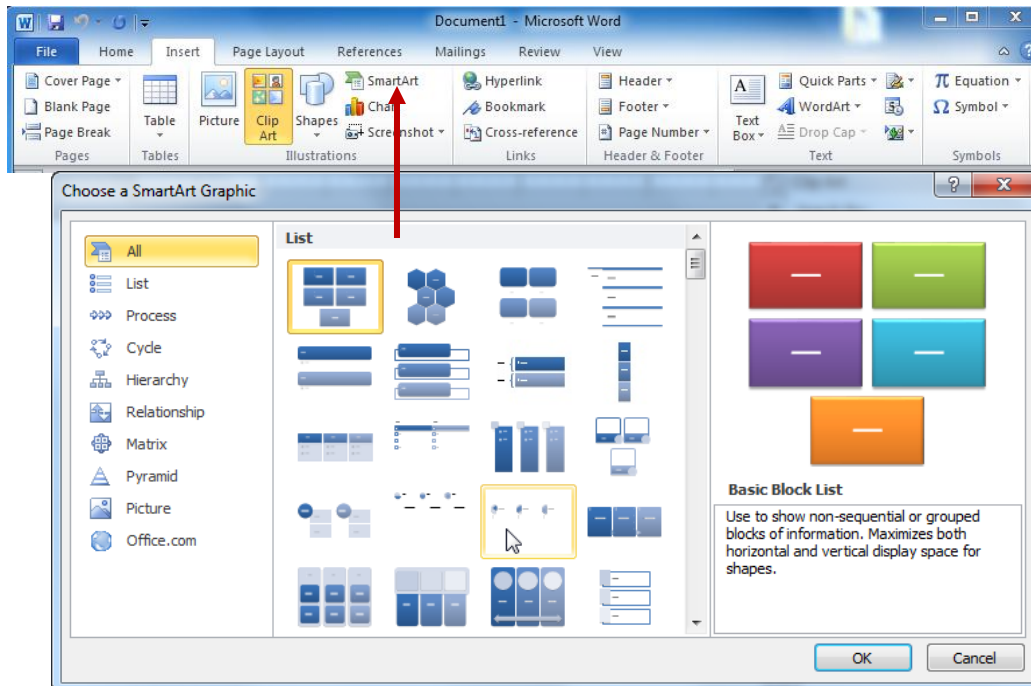 Document1 - Microsoft Word
File Home Insert Page Layout References Mailings Review View
Cover Page
Blank Page
Page Break
Pages
Table
Tables
Picture
Clip
Art
Shapes
SmartArt
Screenshot
Illustrations
Hyperlink
Bookmark
Cross-reference
Links
Header
Footer
Page Number
Header & Footer
A
Text
Box
Quick Parts
WordArt
Drop Cap
Text
π Equation
Ω Symbol
Symbols
Choose a SmartArt Graphic
All
List
Process
Cycle
Hierarchy
Relationship
Matrix
Pyramid
Picture
Office.com
List
Basic Block List
Use to show non-sequential or grouped
blocks of information. Maximizes both
horizontal and vertical display space for
shapes.
OK
Cancel